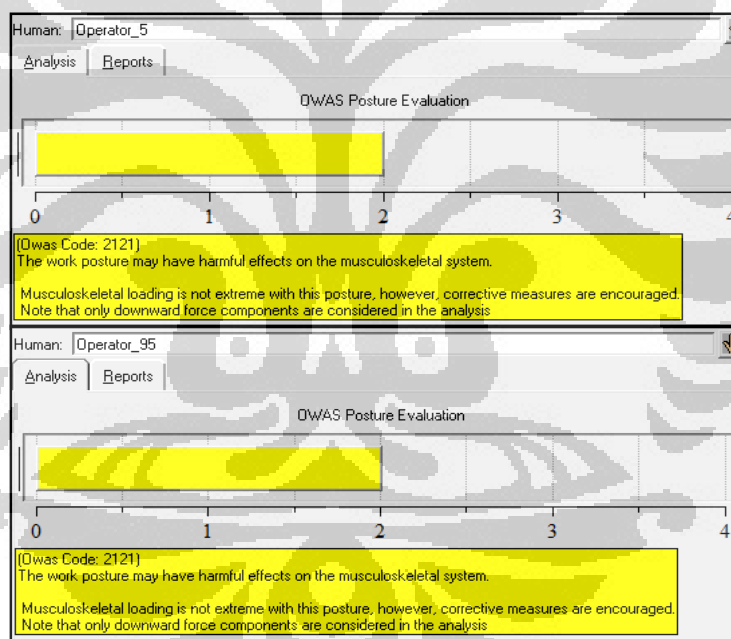 Human: Operator_5
Analysis Reports
OWAS Posture Evaluation
0 1 2 3 4
(Owas Code: 2121)
The work posture may have harmful effects on the musculoskeletal system.
Musculoskeletal loading is not extreme with this posture, however, corrective measures are encouraged.
Note that only downward force components are considered in the analysis
Human: Operator_95
Analysis Reports
OWAS Posture Evaluation
0 1 2 3 4
(Owas Code: 2121)
The work posture may have harmful effects on the musculoskeletal system.
Musculoskeletal loading is not extreme with this posture, however, corrective measures are encouraged.
Note that only downward force components are considered in the analysis